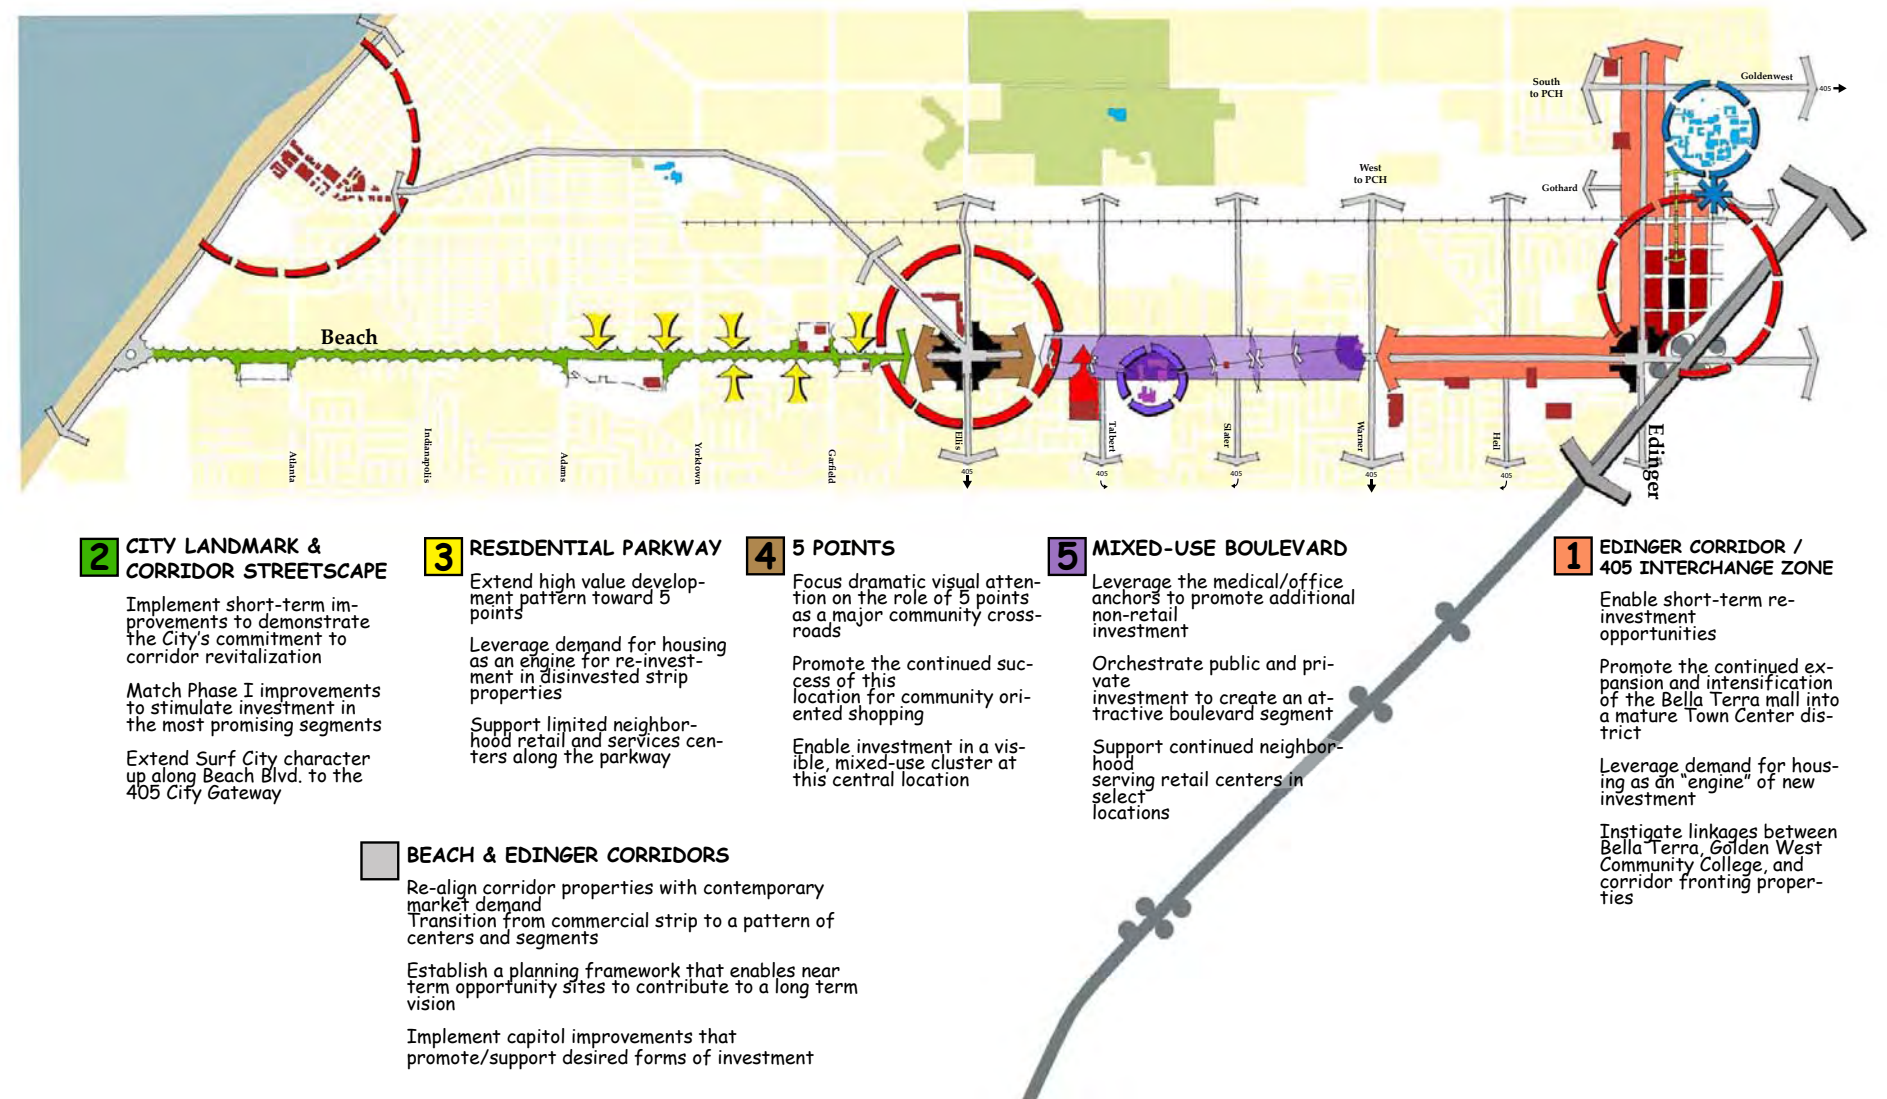 South
to PCH
Goldenwest
405
West
to PCH
Gothard
Beach
Atlanta
Indianapolis
Adams
Yorktown
Garfield
Ellis
Talbert
Slater
Warner
Heil
Edinger
405
405
405
405
405
2 CITY LANDMARK &
CORRIDOR STREETSCAPE
Implement short-term im-
provements to demonstrate
the City's commitment to
corridor revitalization
Match Phase I improvements
to stimulate investment in
the most promising segments
Extend Surf City character
up along Beach Blvd. to the
405 City Gateway
3 RESIDENTIAL PARKWAY
Extend high value develop-
ment pattern toward 5
points
Leverage demand for housing
as an engine for re-invest-
ment in disinvested strip
properties
Support limited neighbor-
hood retail and services cen-
ters along the parkway
4 5 POINTS
Focus dramatic visual atten-
tion on the role of 5 points
as a major community cross-
roads
Promote the continued suc-
cess of this
location for community ori-
ented shopping
Enable investment in a vis-
ible, mixed-use cluster at
this central location
5 MIXED-USE BOULEVARD
Leverage the medical/office
anchors to promote additional
non-retail
investment
Orchestrate public and pri-
vate
investment to create an at-
tractive boulevard segment
Support continued neighbor-
hood
serving retail centers in
select
locations
1 EDINGER CORRIDOR /
405 INTERCHANGE ZONE
Enable short-term re-
investment
opportunities
Promote the continued ex-
pansion and intensification
of the Bella Terra mall into
a mature Town Center dis-
trict
Leverage demand for hous-
ing as an “engine” of new
investment
Instigate linkages between
Bella Terra, Golden West
Community College, and
corridor fronting proper-
ties
BEACH & EDINGER CORRIDORS
Re-align corridor properties with contemporary
market demand
Transition from commercial strip to a pattern of
centers and segments
Establish a planning framework that enables near
term opportunity sites to contribute to a long term
vision
Implement capitol improvements that
promote/support desired forms of investment